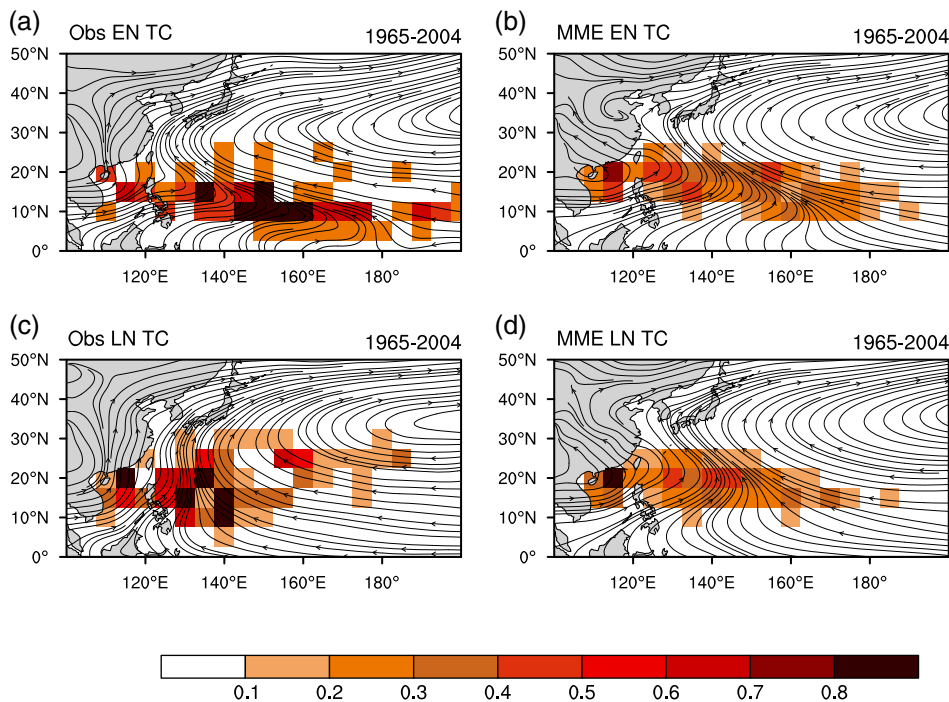 (a) Obs EN TC 1965-2004
50°N
40°N
30°N
20°N
10°N
0°
120°E 140°E 160°E 180°
(b) MME EN TC 1965-2004
50°N
40°N
30°N
20°N
10°N
0°
120°E 140°E 160°E 180°
(c) Obs LN TC 1965-2004
50°N
40°N
30°N
20°N
10°N
0°
120°E 140°E 160°E 180°
(d) MME LN TC 1965-2004
50°N
40°N
30°N
20°N
10°N
0°
120°E 140°E 160°E 180°
0.1 0.2 0.3 0.4 0.5 0.6 0.7 0.8